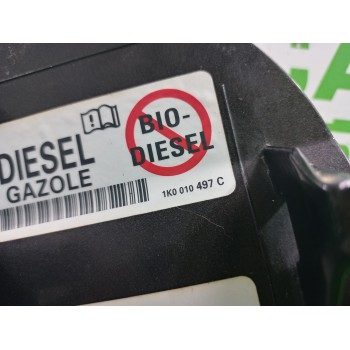 BIO-
DIESEL
DIESEL
GAZOLE
1K0 010 497 C